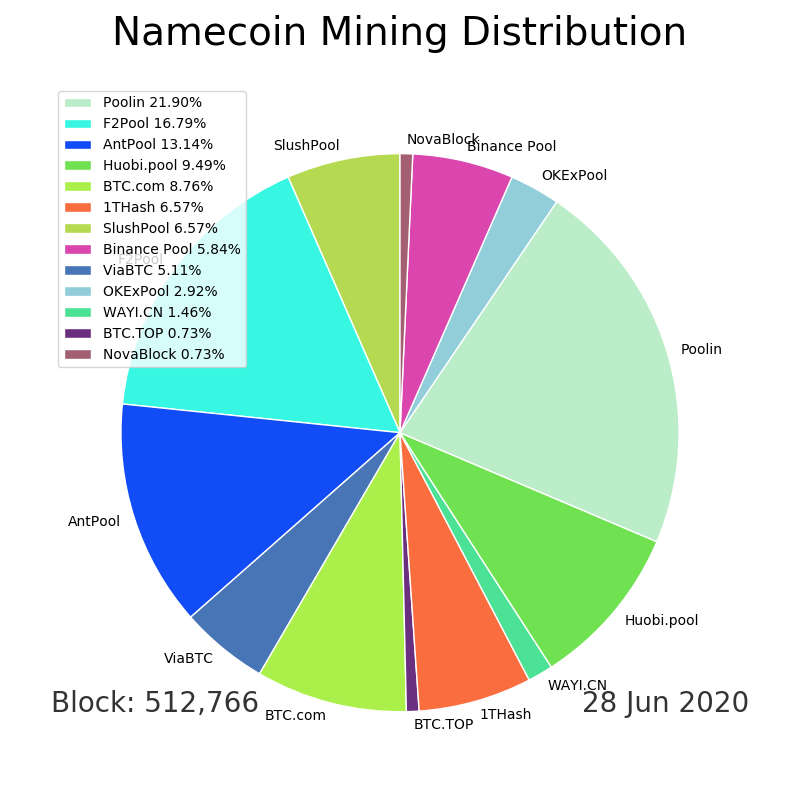 Namecoin Mining Distribution
Poolin 21.90%
F2Pool 16.79%
AntPool 13.14%
Huobi.pool 9.49%
BTC.com 8.76%
1THash 6.57%
SlushPool 6.57%
Binance Pool 5.84%
ViaBTC 5.11%
OKExPool 2.92%
WAYI.CN 1.46%
BTC.TOP 0.73%
NovaBlock 0.73%
SlushPool
NovaBlock
Binance Pool
OKExPool
F2Pool
Poolin
AntPool
Huobi.pool
ViaBTC
WAYI.CN
BTC.com
1THash
BTC.TOP
Block: 512,766
28 Jun 2020